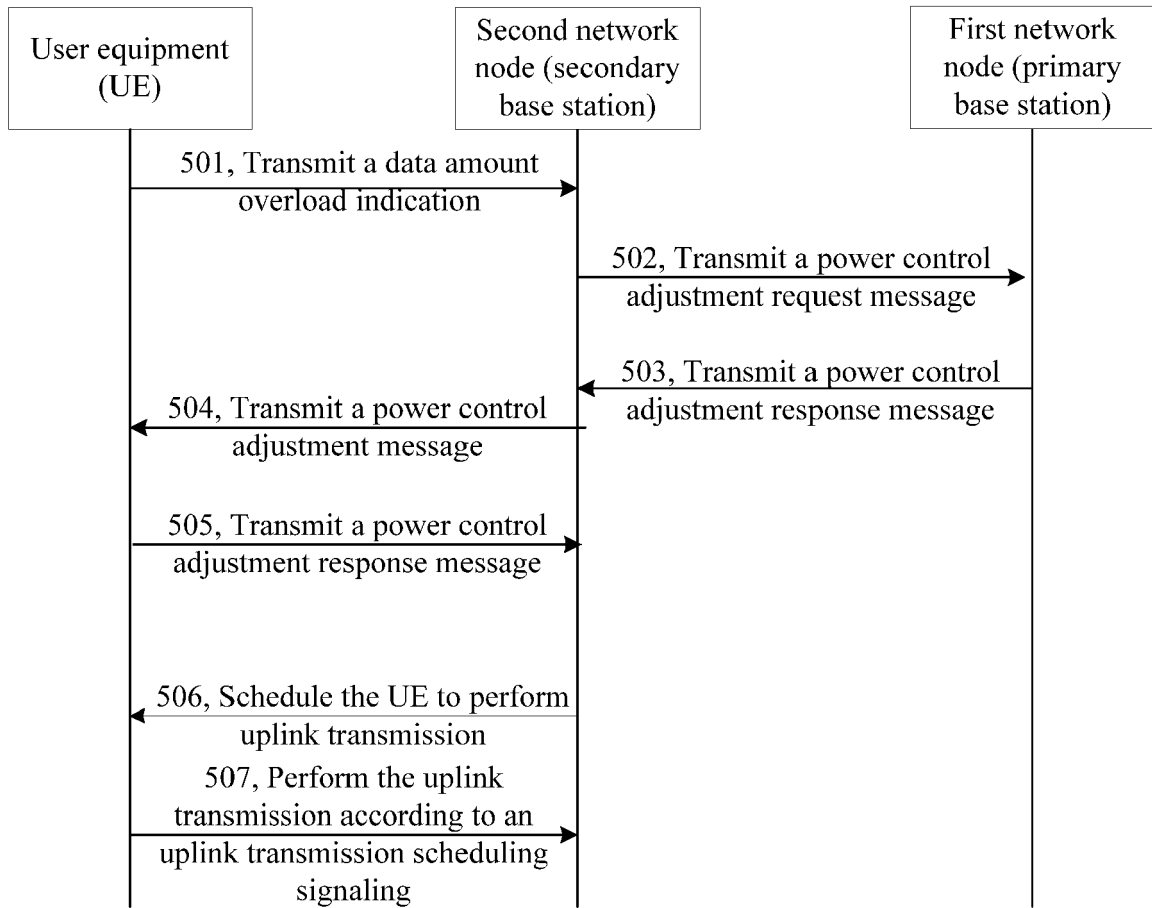 User equipment
(UE)
Second network
node (secondary
base station)
First network
node (primary
base station)
501, Transmit a data amount
overload indication
502, Transmit a power control
adjustment request message
503, Transmit a power control
adjustment response message
504, Transmit a power control
adjustment message
505, Transmit a power control
adjustment response message
506, Schedule the UE to perform
uplink transmission
507, Perform the uplink
transmission according to an
uplink transmission scheduling
signaling